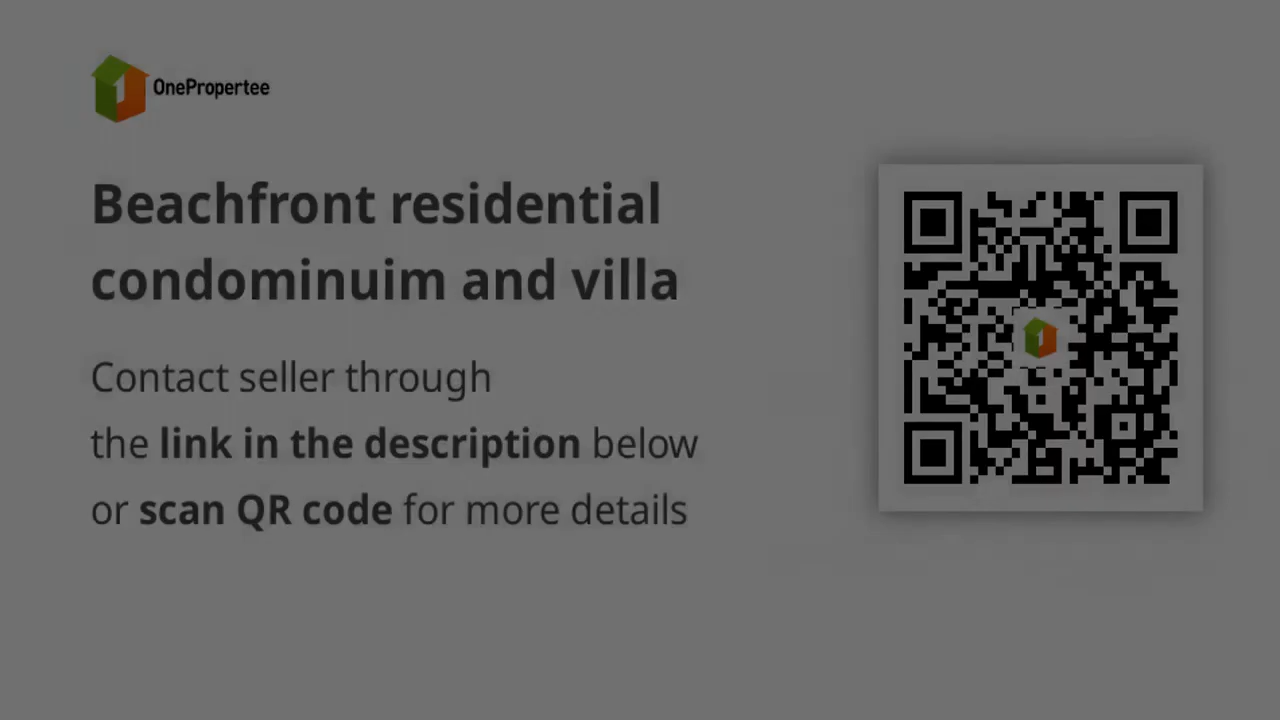 OnePropertee
Beachfront residential
condominuim and villa
Contact seller through
the link in the description below
or scan QR code for more details